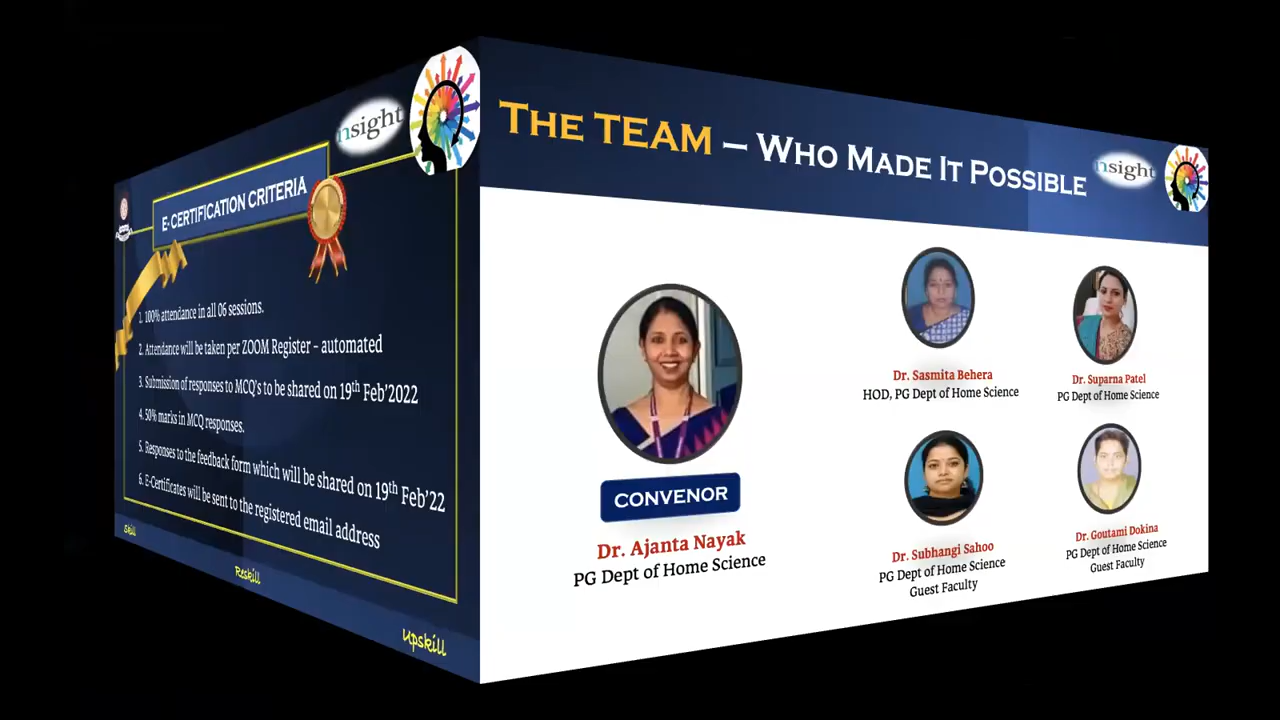 nsight
E- CERTIFICATION CRITERIA
1. 100% attendance in all 06 sessions.
2. Attendance will be taken per ZOOM Register – automated
3. Submission of responses to MCQ's to be shared on 19th Feb'2022
4. 50% marks in MCQ responses.
5. Responses to the feedback form which will be shared on 19th Feb'22
6. E-Certificates will be sent to the registered email address
Skill
Reskill
Upskill
THE TEAM – WHO MADE IT POSSIBLE
nsight
CONVENOR
Dr. Ajanta Nayak
PG Dept of Home Science
Dr. Sasmita Behera
HOD, PG Dept of Home Science
Dr. Suparna Patel
PG Dept of Home Science
Dr. Subhangi Sahoo
PG Dept of Home Science
Guest Faculty
Dr. Goutami Dokina
PG Dept of Home Science
Guest Faculty